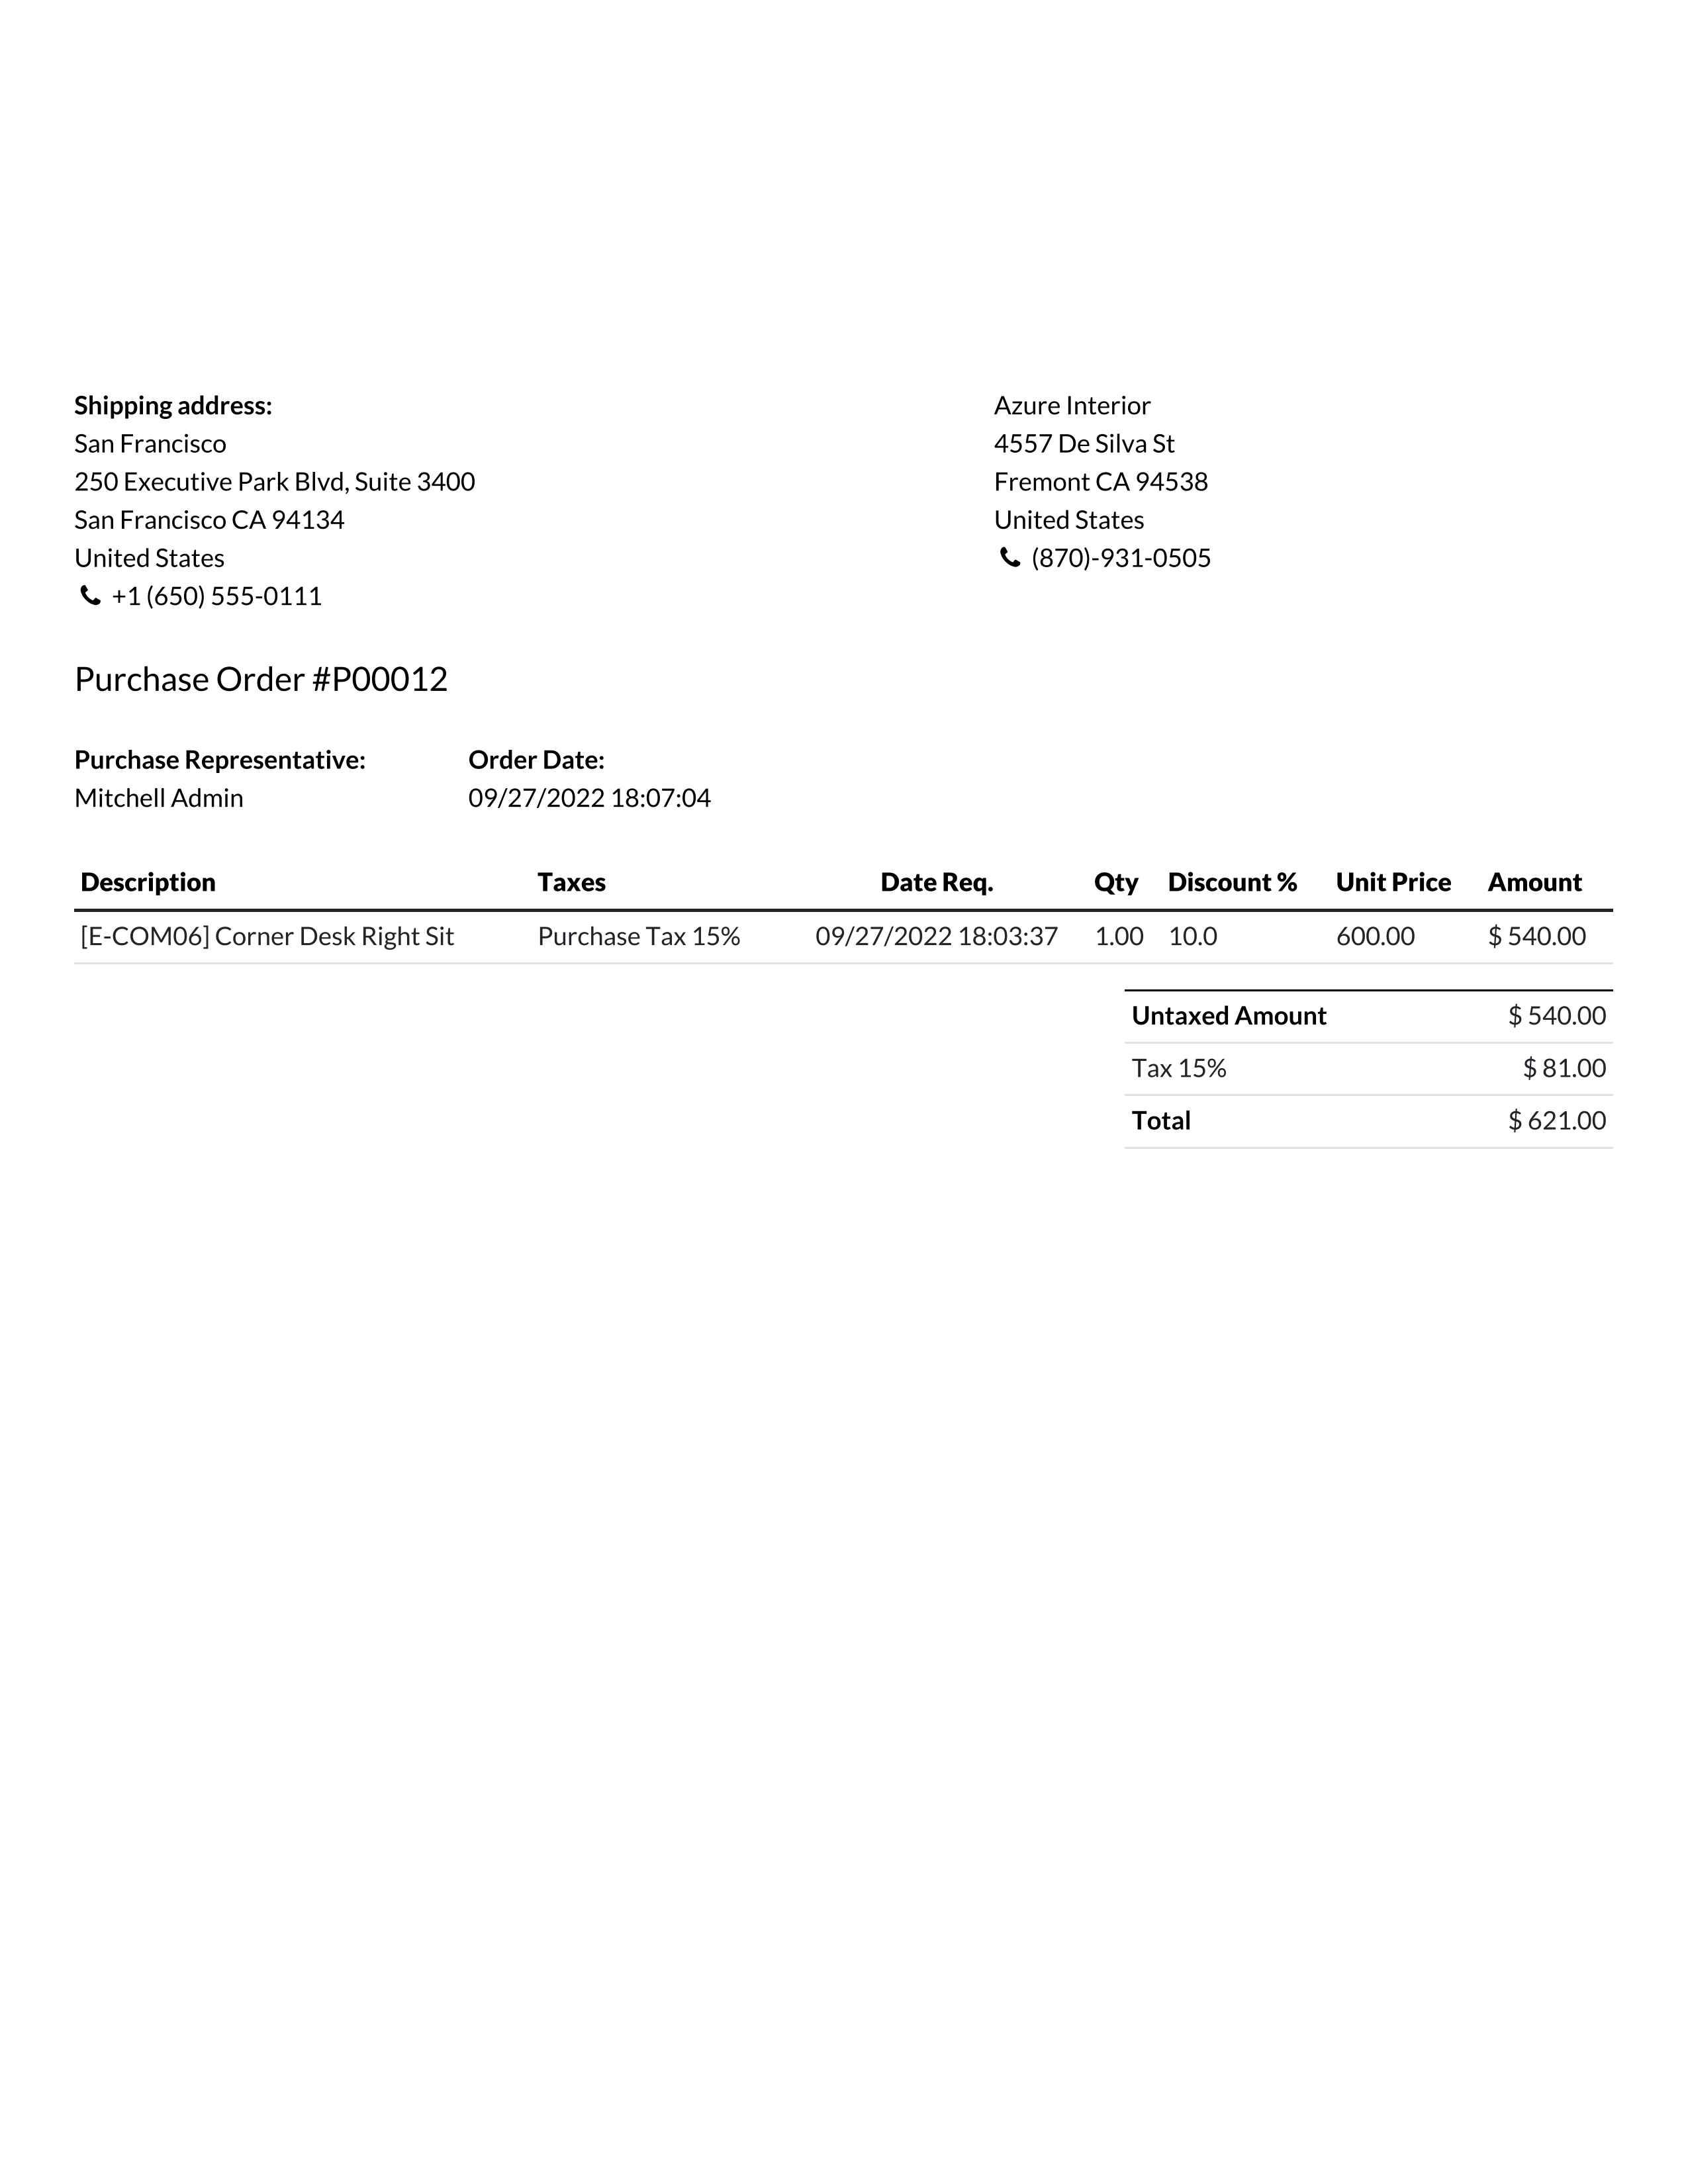 Shipping address:
San Francisco
250 Executive Park Blvd, Suite 3400
San Francisco CA 94134
United States
+1 (650) 555-0111
Azure Interior
4557 De Silva St
Fremont CA 94538
United States
(870)-931-0505
Purchase Order #P00012
Purchase Representative:
Mitchell Admin
Order Date:
09/27/2022 18:07:04
Description Taxes Date Req. Qty Discount % Unit Price Amount
[E-COM06] Corner Desk Right Sit Purchase Tax 15% 09/27/2022 18:03:37 1.00 10.0 600.00 $ 540.00
Untaxed Amount $ 540.00
Tax 15% $ 81.00
Total $ 621.00